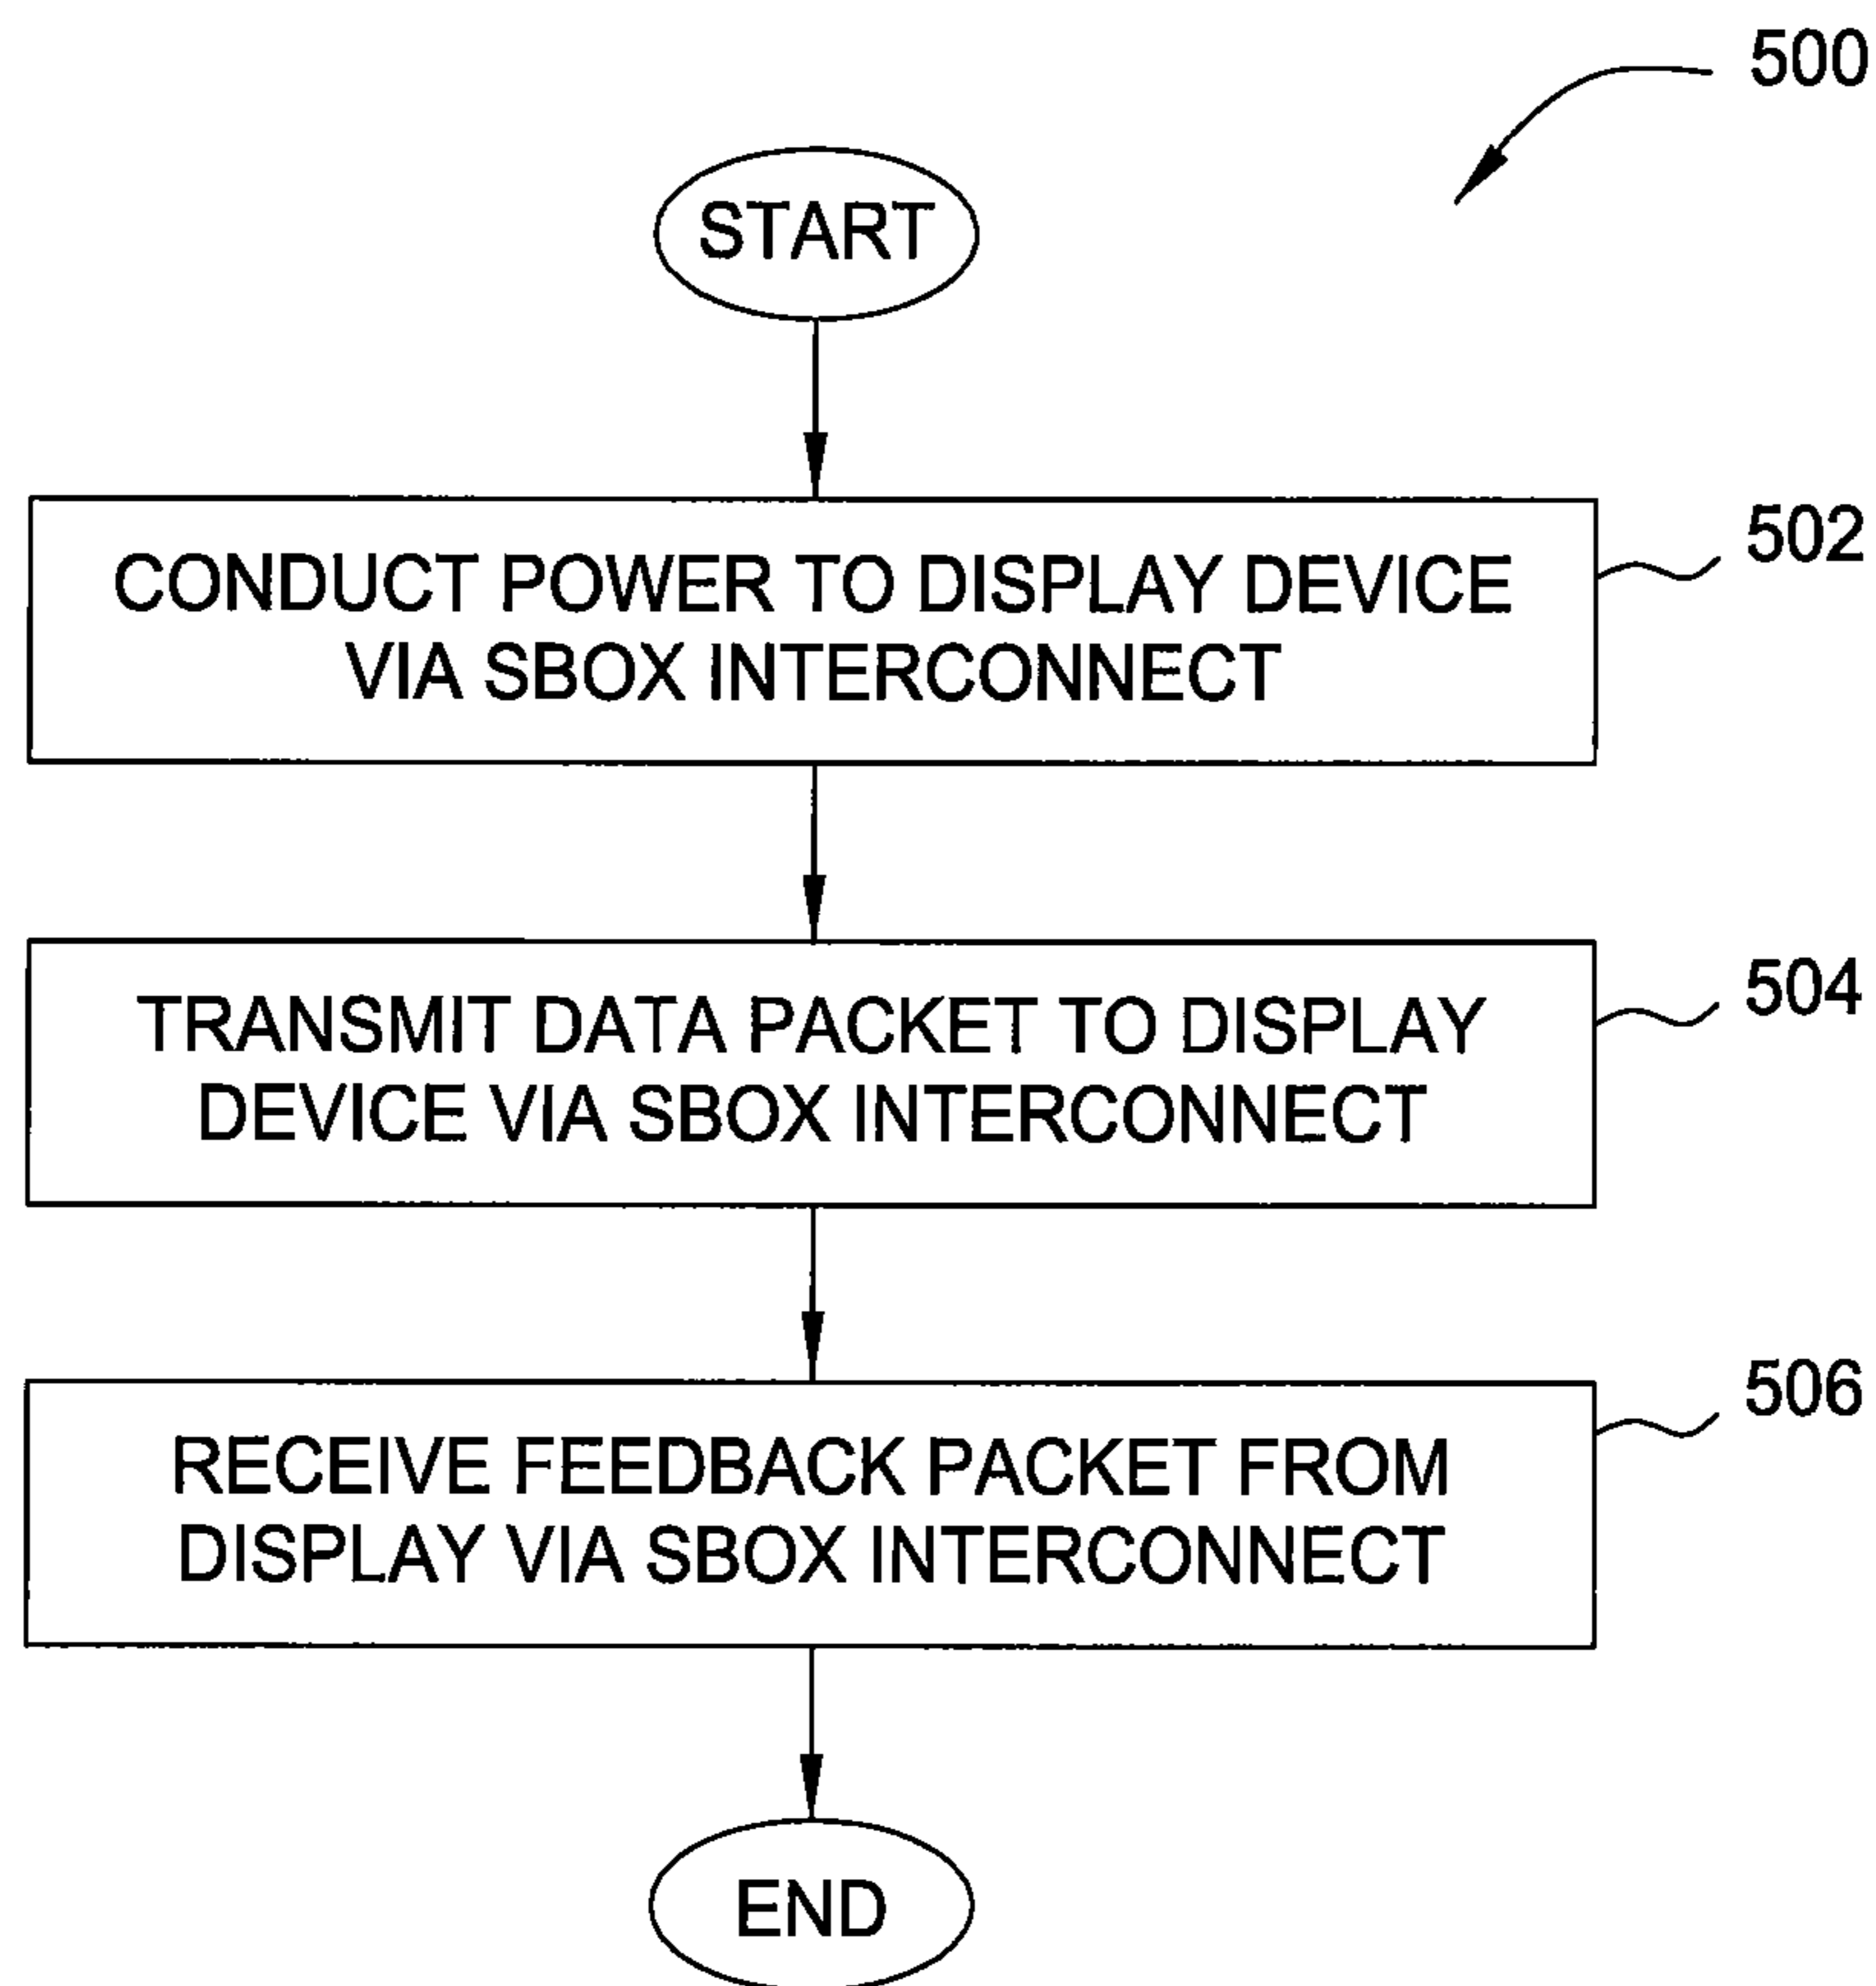 500
START
CONDUCT POWER TO DISPLAY DEVICE
VIA SBOX INTERCONNECT
502
TRANSMIT DATA PACKET TO DISPLAY
DEVICE VIA SBOX INTERCONNECT
504
RECEIVE FEEDBACK PACKET FROM
DISPLAY VIA SBOX INTERCONNECT
506
END